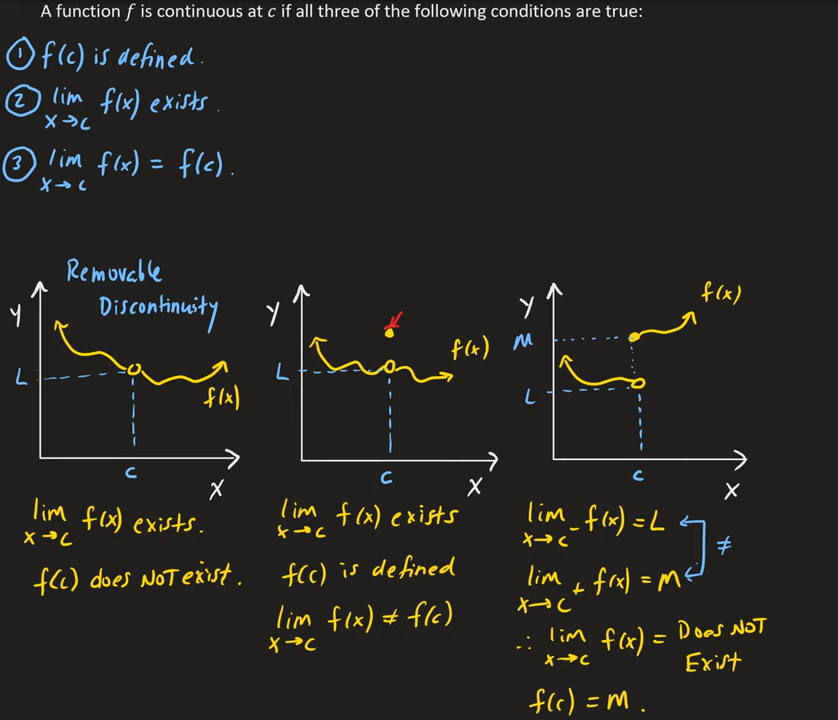 A function f is continuous at c if all three of the following conditions are true:
① f(c) is defined.
② lim x→c f(x) exists.
③ lim x→c f(x) = f(c).
Removable
Discontinuity
Y
L
f(x)
c
X
lim x→c f(x) exists.
f(c) does NOT exist.
Y
L
f(x)
c
X
lim x→c f(x) exists
f(c) is defined
lim x→c f(x) ≠ f(c)
Y
f(x)
M
L
c
X
lim x→c⁻ f(x) = L
≠
lim x→c⁺ f(x) = M
∴ lim x→c f(x) = Does NOT
Exist
f(c) = M.